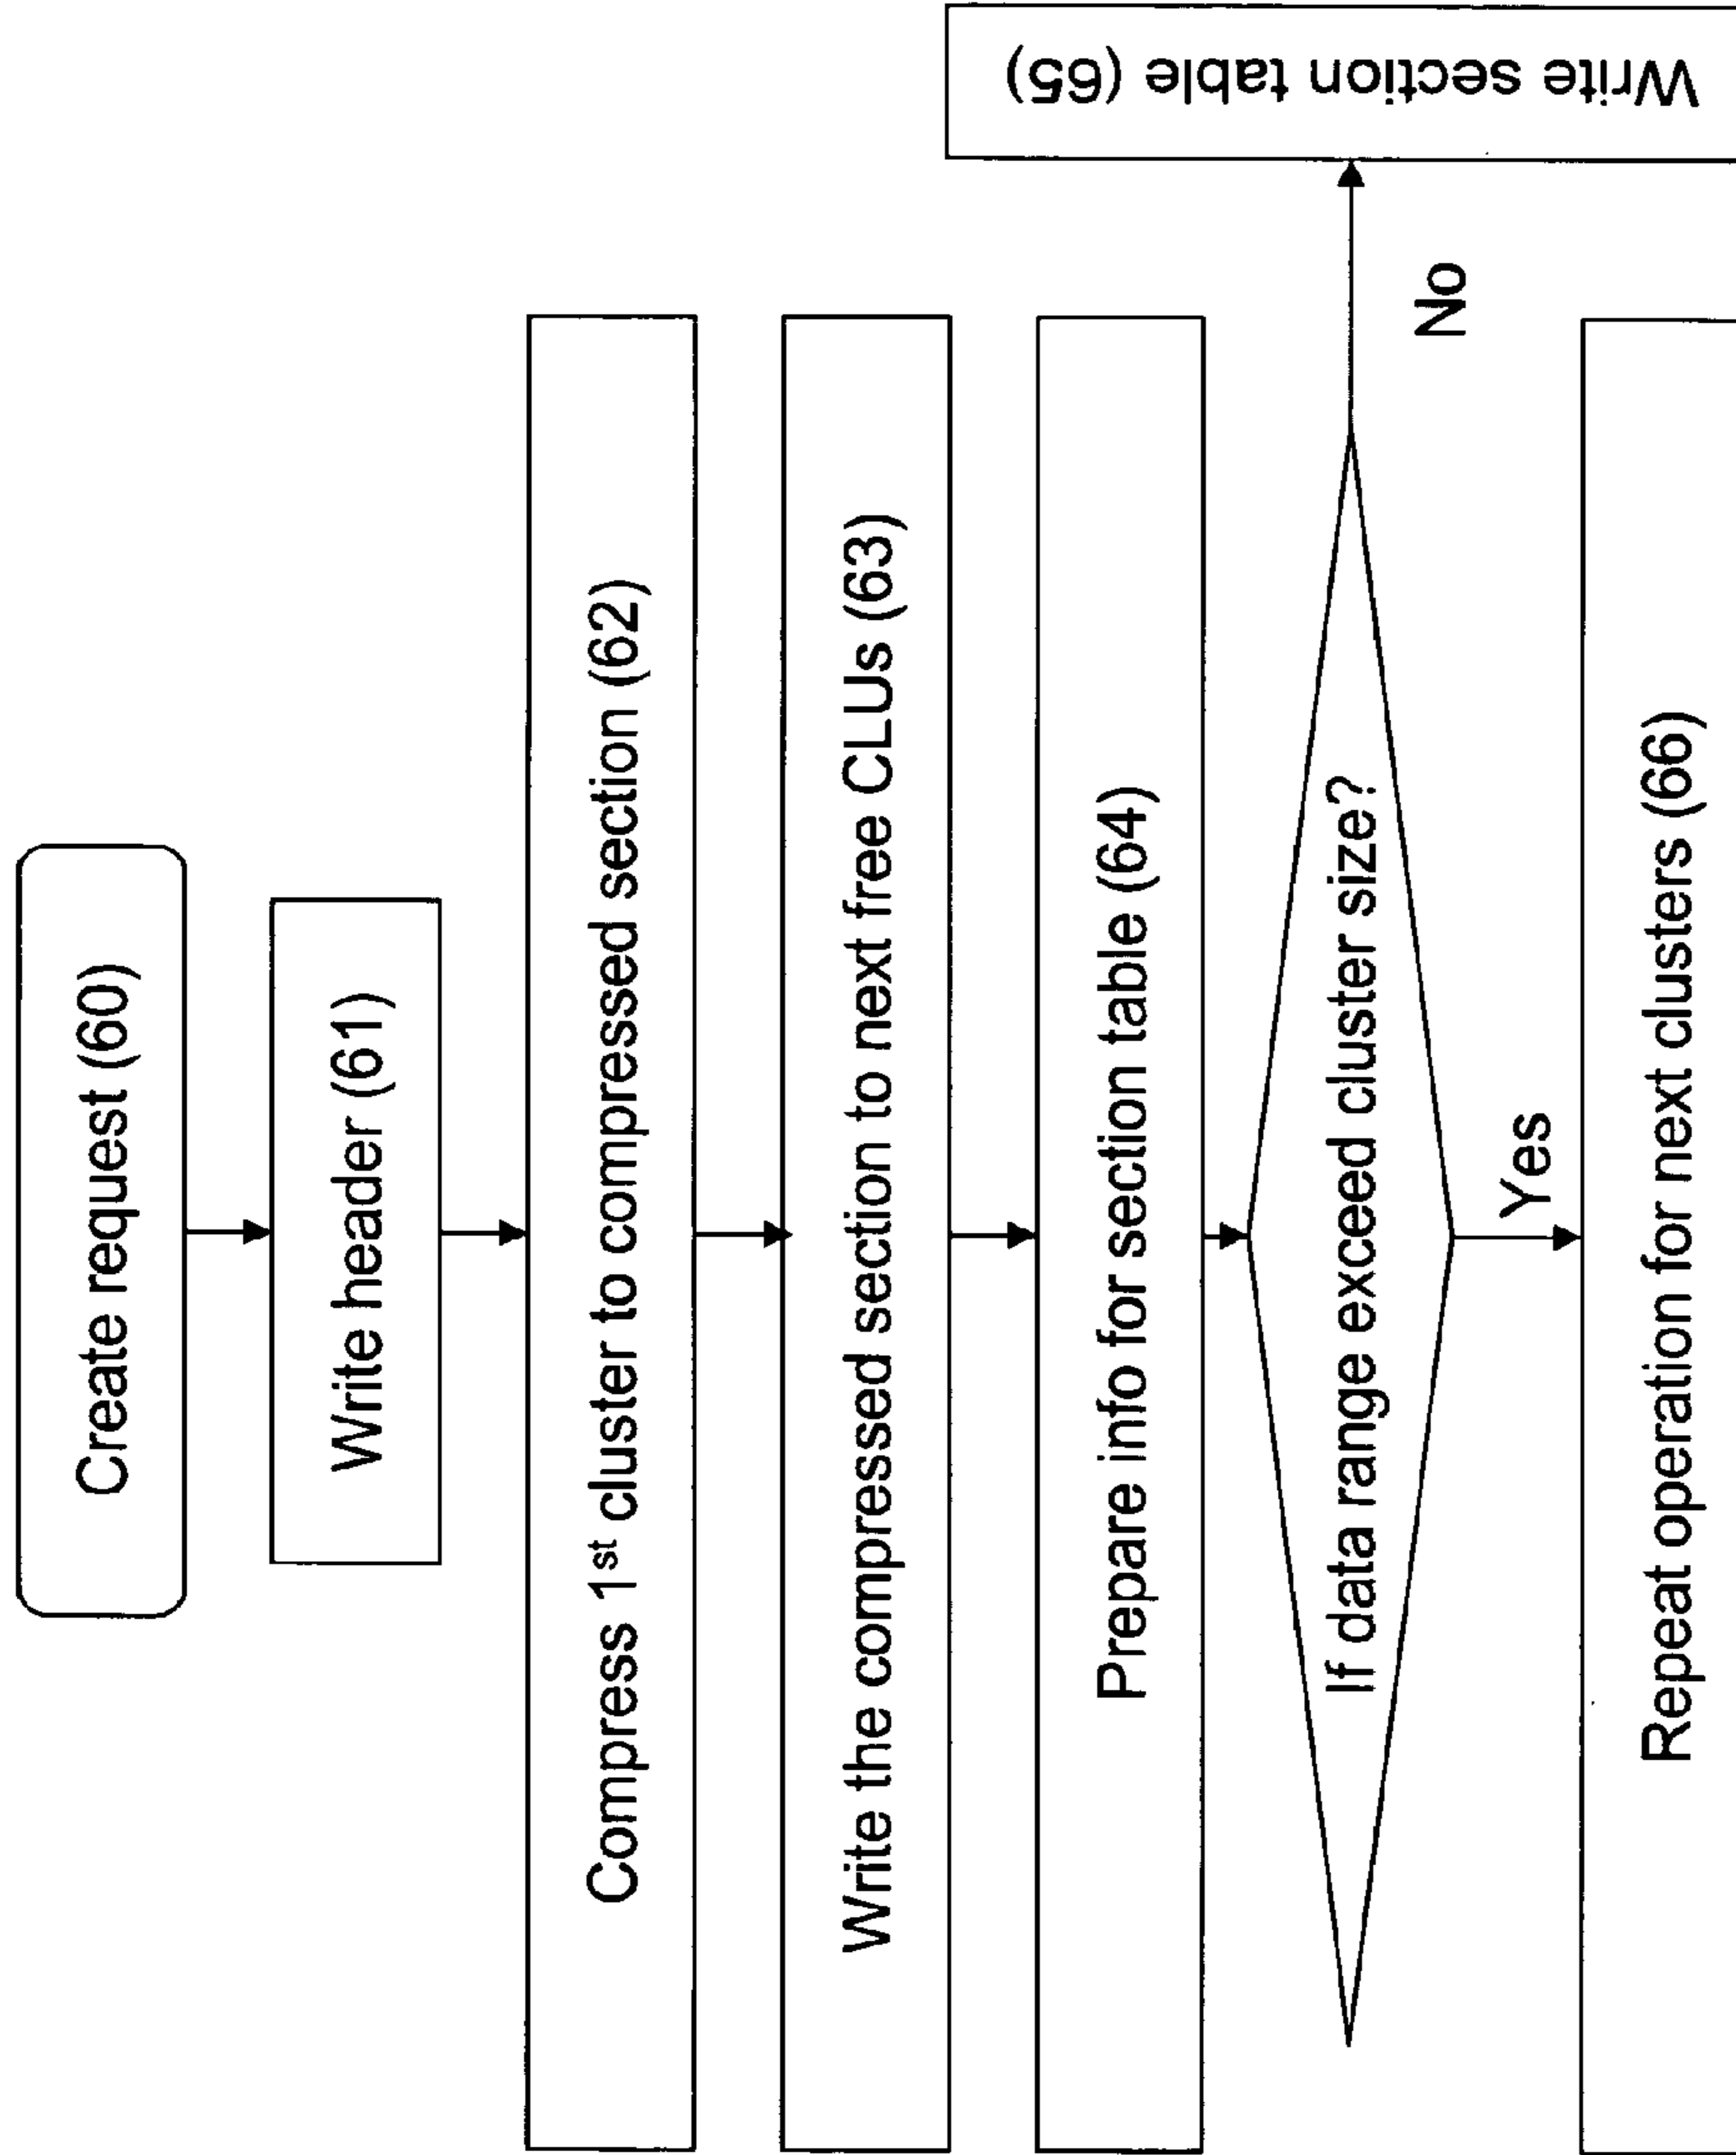 Create request (60)
Write header (61)
Compress 1st cluster to compressed section (62)
Write the compressed section to next free CLUs (63)
Prepare info for section table (64)
If data range exceed cluster size?
No
Write section table (65)
Yes
Repeat operation for next clusters (66)